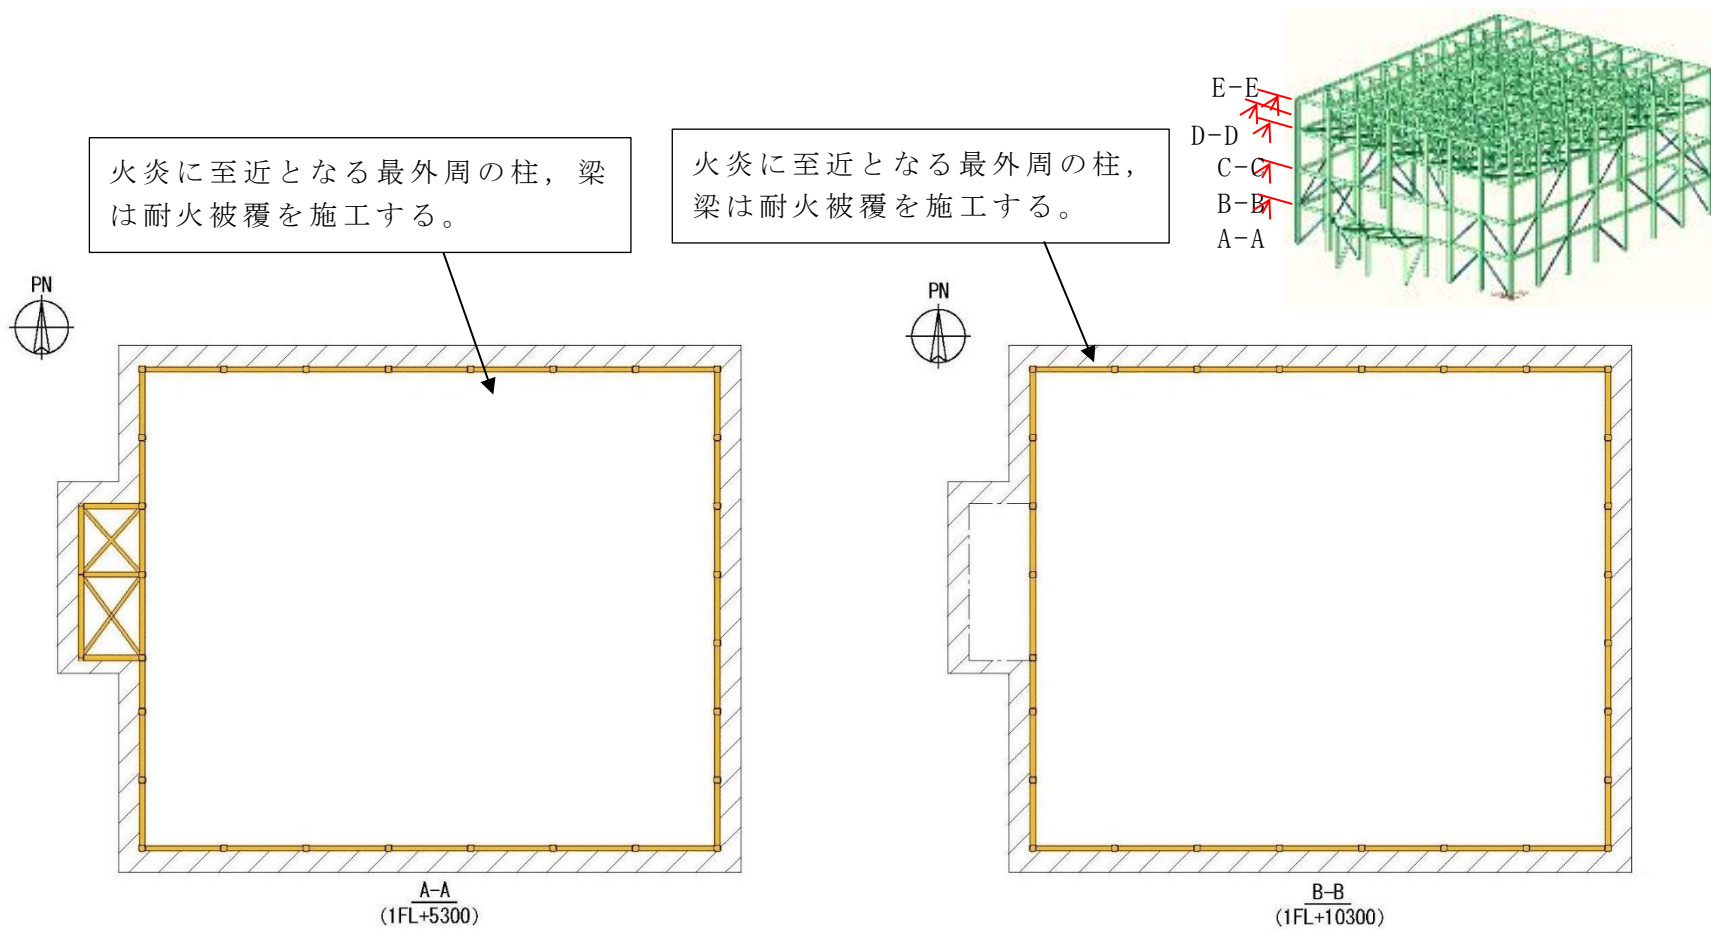 火炎に至近となる最外周の柱，梁
は耐火被覆を施工する。
火炎に至近となる最外周の柱，
梁は耐火被覆を施工する。
E-E
D-D
C-C
B-B
A-A
PN
PN
A-A
(1FL+5300)
B-B
(1FL+10300)